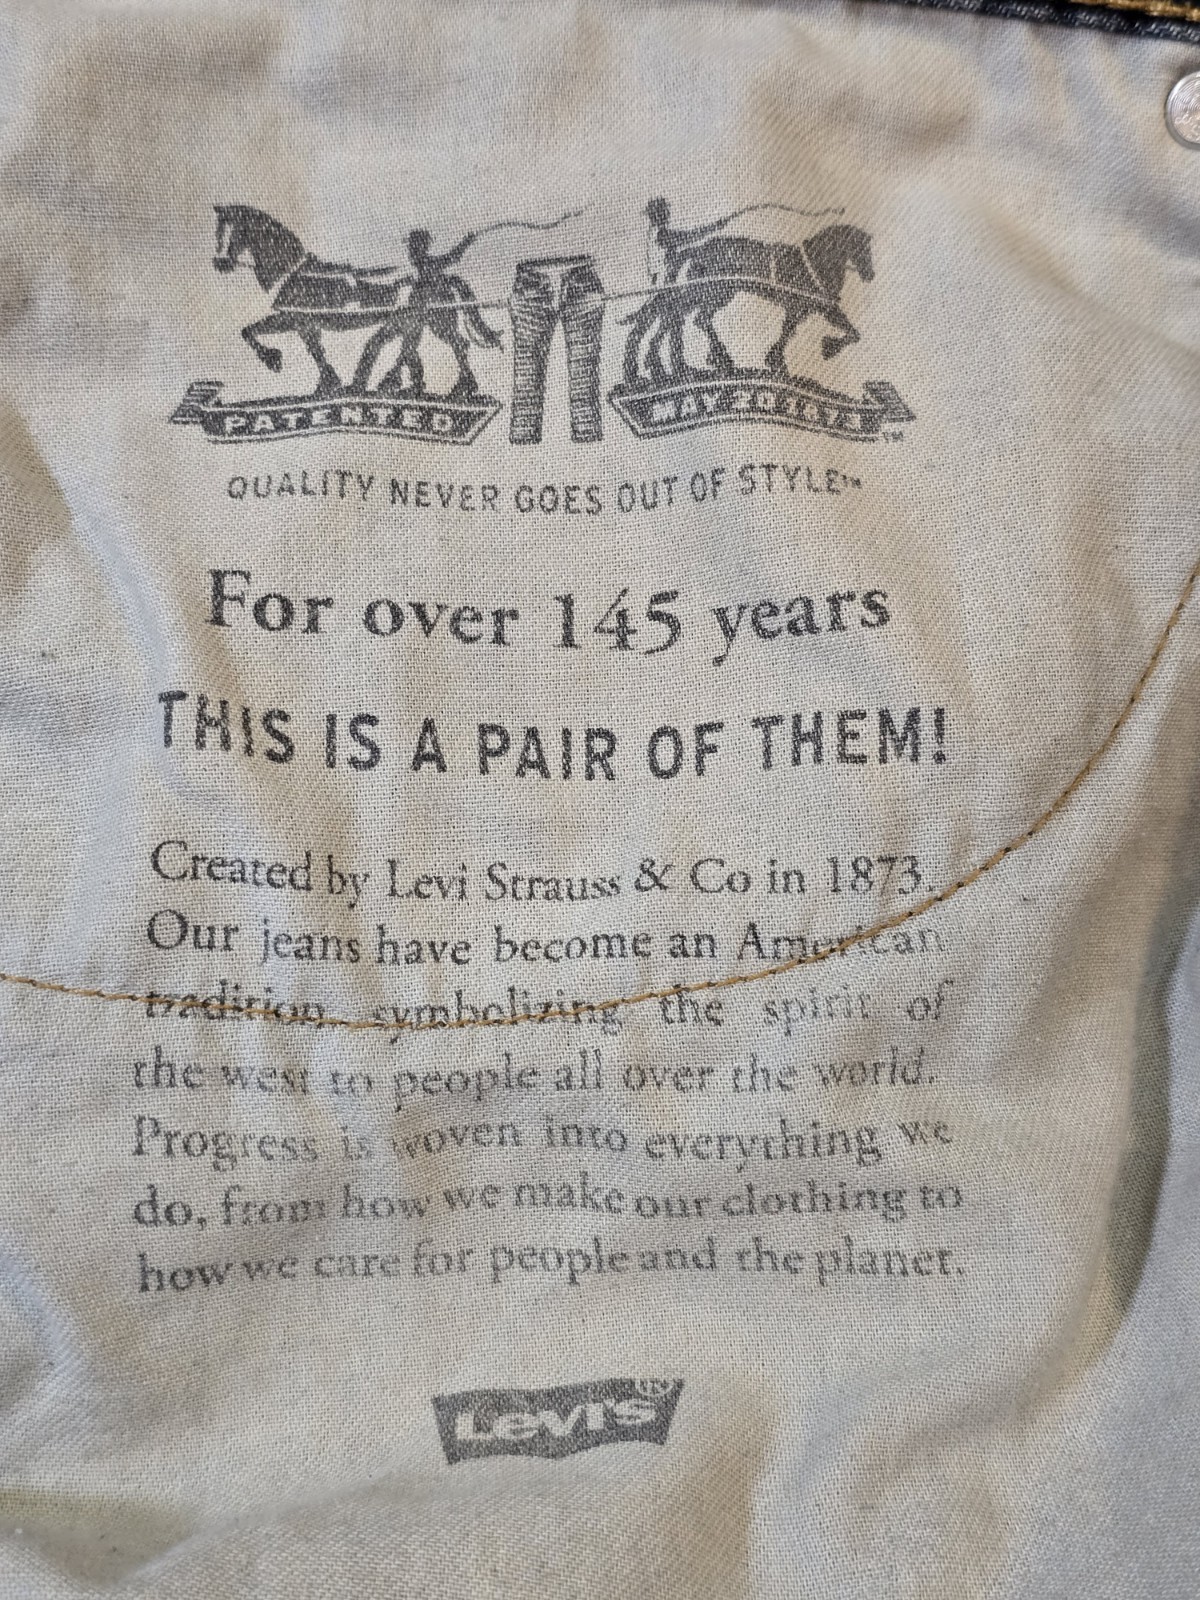 PATENTED MAY 20 1873 ™
QUALITY NEVER GOES OUT OF STYLE™
For over 145 years
THIS IS A PAIR OF THEM!
Created by Levi Strauss & Co in 1873.
Our jeans have become an American
tradition, symbolizing the spirit of
the west to people all over the world.
Progress is woven into everything we
do, from how we make our clothing to
how we care for people and the planet.
Levi's ®